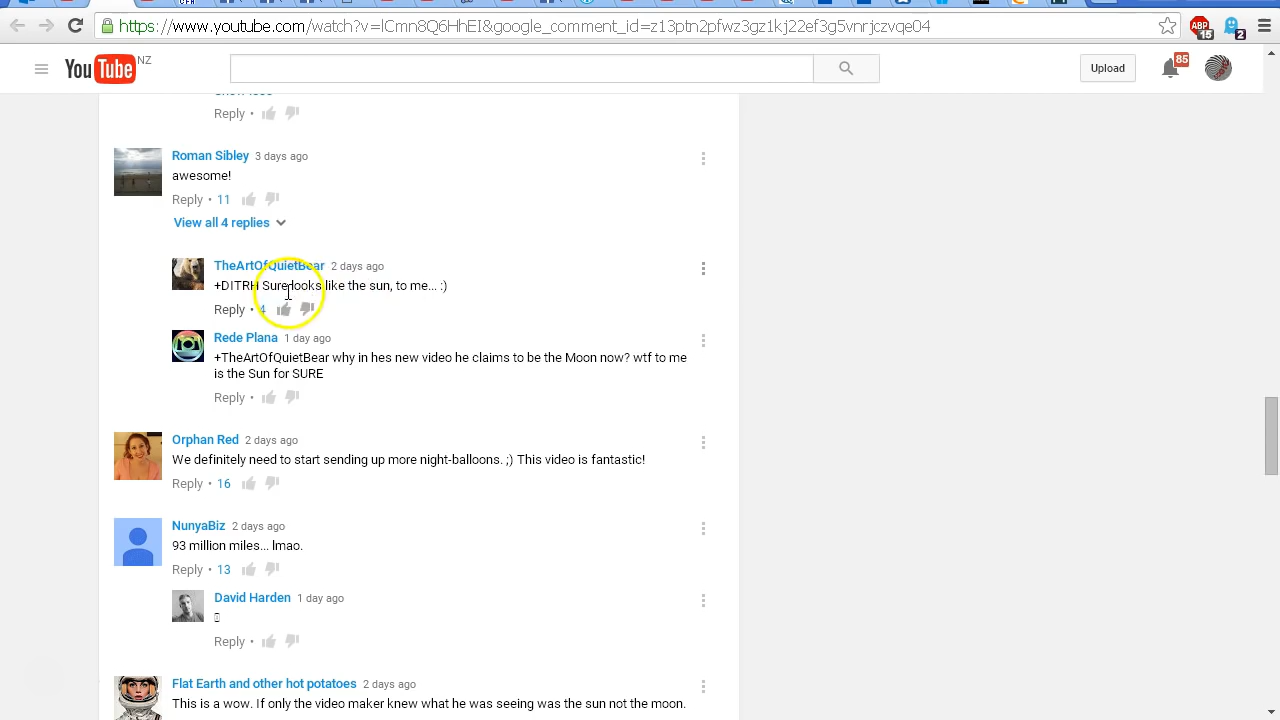 https://www.youtube.com/watch?v=
YouTube NZ
Upload
85
15
2
Reply •
Roman Sibley 3 days ago
awesome!
Reply • 11
View all 4 replies
TheArtOfQuietBear 2 days ago
+DITRH Sure looks like the sun, to me... :)
Reply • 4
Rede Plana 1 day ago
+TheArtOfQuietBear why in hes new video he claims to be the Moon now? wtf to me
is the Sun for SURE
Reply •
Orphan Red 2 days ago
We definitely need to start sending up more night-balloons. ;) This video is fantastic!
Reply • 16
NunyaBiz 2 days ago
93 million miles... lmao.
Reply • 13
David Harden 1 day ago
Reply •
Flat Earth and other hot potatoes 2 days ago
This is a wow. If only the video maker knew what he was seeing was the sun not the moon.